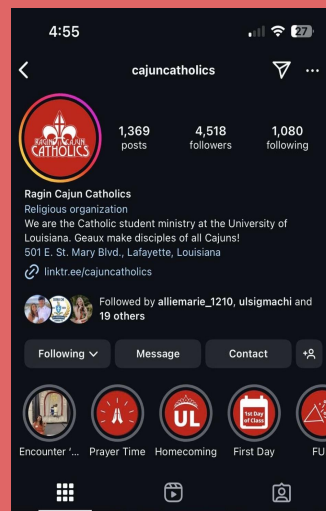 4:55
27
cajuncatholics
RAGIN CAJUN
CATHOLICS
1,369
4,518
1,080
posts
followers
following
Ragin Cajun Catholics
Religious organization
We are the Catholic student ministry at the University of
Louisiana. Geaux make disciples of all Cajuns!
501 E. St. Mary Blvd., Lafayette, Louisiana
linktr.ee/cajuncatholics
Followed by alliemarie_1210, ulsigmachi and
19 others
Following
Message
Contact
UL
1st Day
of Class
Encounter '...
Prayer Time
Homecoming
First Day
FU